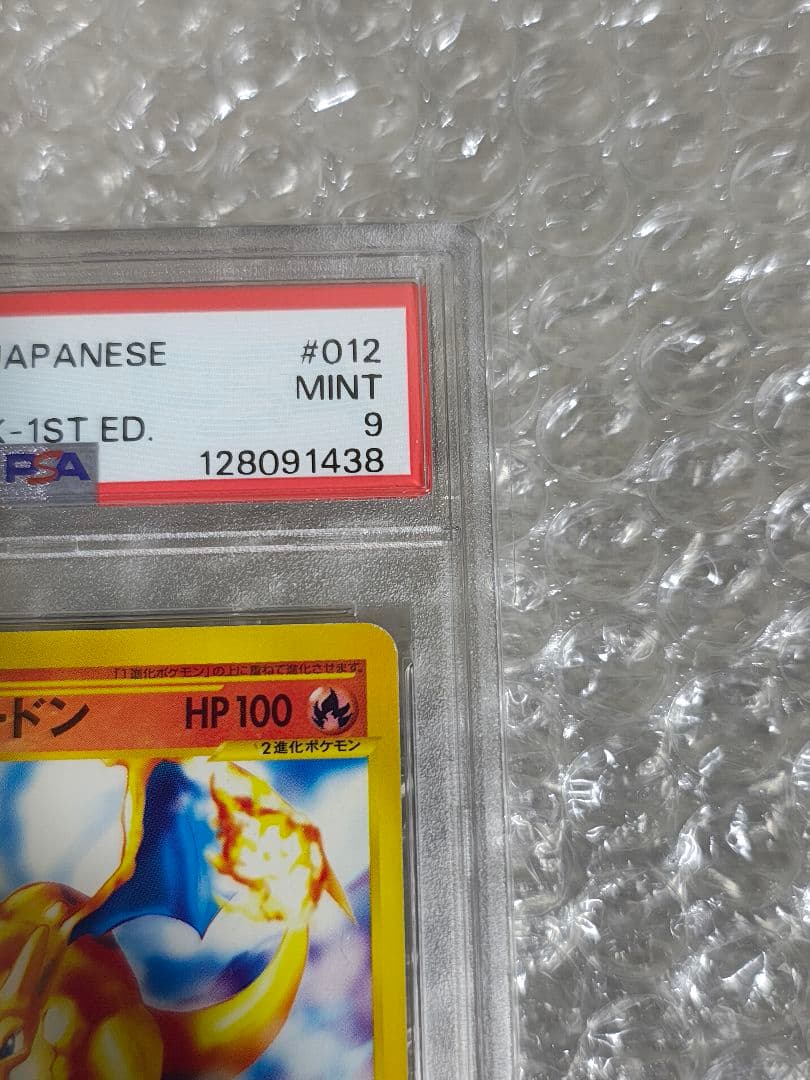 JAPANESE #012
MINT
K-1ST ED. 9
PSA 128091438
「1進化ポケモン」の上に重ねて進化させます。
ードン HP100
2進化ポケモン